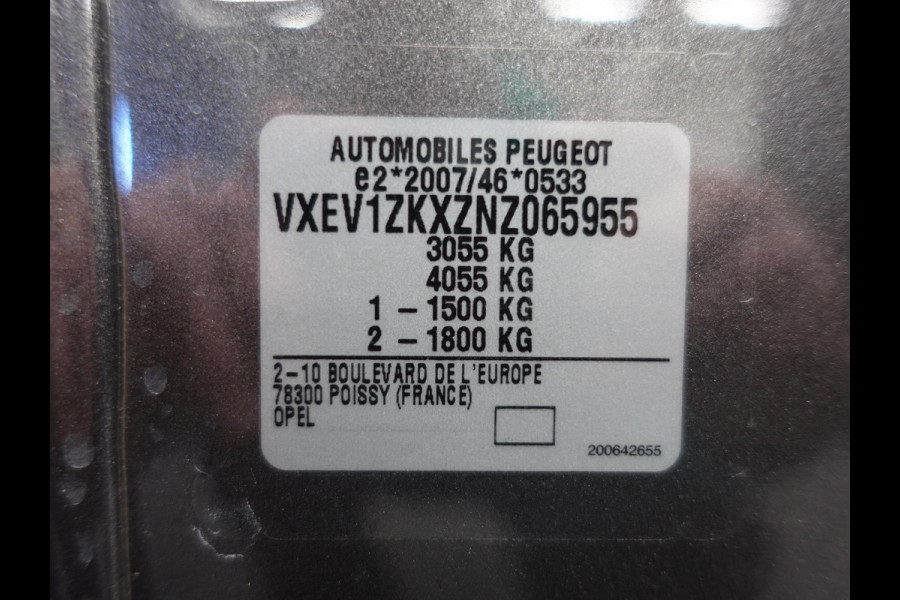 AUTOMOBILES PEUGEOT
e2*2007/46*0533
VXEV1ZKXZNZ065955
3055 KG
4055 KG
1 - 1500 KG
2 - 1800 KG
2-10 BOULEVARD DE L'EUROPE
78300 POISSY (FRANCE)
OPEL
200642655